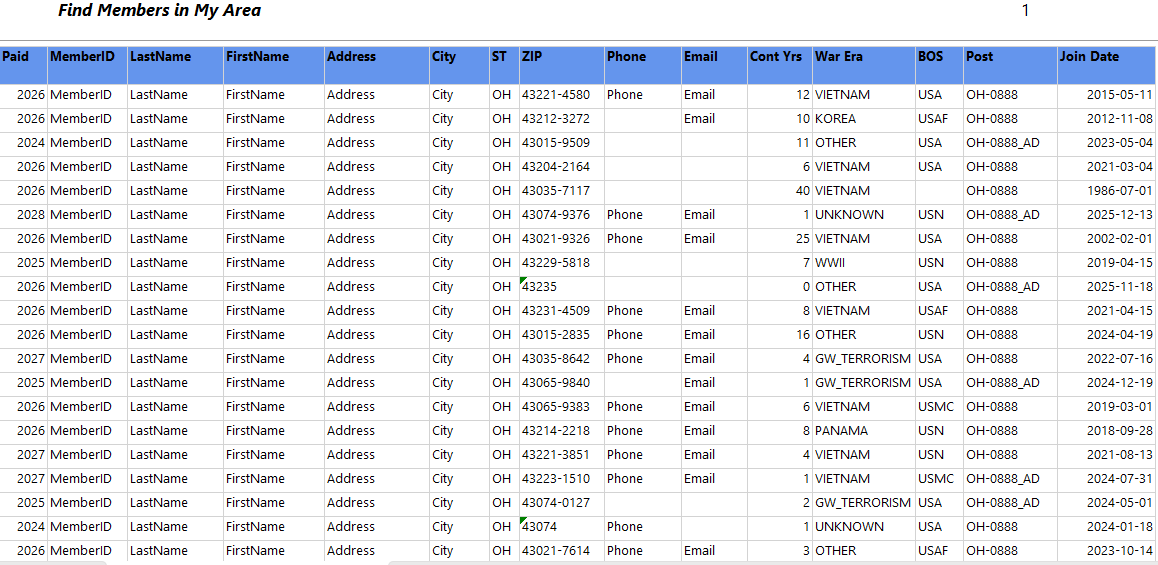 Find Members in My Area 1
Paid MemberID LastName FirstName Address City ST ZIP Phone Email Cont Yrs War Era BOS Post Join Date
2026 MemberID LastName FirstName Address City OH 43221-4580 Phone Email 12 VIETNAM USA OH-0888 2015-05-11
2026 MemberID LastName FirstName Address City OH 43212-3272 Email 10 KOREA USAF OH-0888 2012-11-08
2024 MemberID LastName FirstName Address City OH 43015-9509 11 OTHER USA OH-0888_AD 2023-05-04
2026 MemberID LastName FirstName Address City OH 43204-2164 6 VIETNAM USA OH-0888 2021-03-04
2026 MemberID LastName FirstName Address City OH 43035-7117 40 VIETNAM OH-0888 1986-07-01
2028 MemberID LastName FirstName Address City OH 43074-9376 Phone Email 1 UNKNOWN USN OH-0888_AD 2025-12-13
2026 MemberID LastName FirstName Address City OH 43021-9326 Phone Email 25 VIETNAM USA OH-0888 2002-02-01
2025 MemberID LastName FirstName Address City OH 43229-5818 7 WWII USN OH-0888 2019-04-15
2026 MemberID LastName FirstName Address City OH 43235 0 OTHER USA OH-0888_AD 2025-11-18
2026 MemberID LastName FirstName Address City OH 43231-4509 Phone Email 8 VIETNAM USAF OH-0888 2021-04-15
2026 MemberID LastName FirstName Address City OH 43015-2835 Phone Email 16 OTHER USN OH-0888 2024-04-19
2027 MemberID LastName FirstName Address City OH 43035-8642 Phone Email 4 GW_TERRORISM USA OH-0888 2022-07-16
2025 MemberID LastName FirstName Address City OH 43065-9840 Email 1 GW_TERRORISM USA OH-0888_AD 2024-12-19
2026 MemberID LastName FirstName Address City OH 43065-9383 Phone Email 6 VIETNAM USMC OH-0888 2019-03-01
2026 MemberID LastName FirstName Address City OH 43214-2218 Phone Email 8 PANAMA USN OH-0888 2018-09-28
2027 MemberID LastName FirstName Address City OH 43221-3851 Phone Email 4 VIETNAM USN OH-0888 2021-08-13
2027 MemberID LastName FirstName Address City OH 43223-1510 Phone Email 1 VIETNAM USMC OH-0888_AD 2024-07-31
2025 MemberID LastName FirstName Address City OH 43074-0127 2 GW_TERRORISM USA OH-0888_AD 2024-05-01
2024 MemberID LastName FirstName Address City OH 43074 Phone 1 UNKNOWN USA OH-0888 2024-01-18
2026 MemberID LastName FirstName Address City OH 43021-7614 Phone Email 3 OTHER USAF OH-0888 2023-10-14